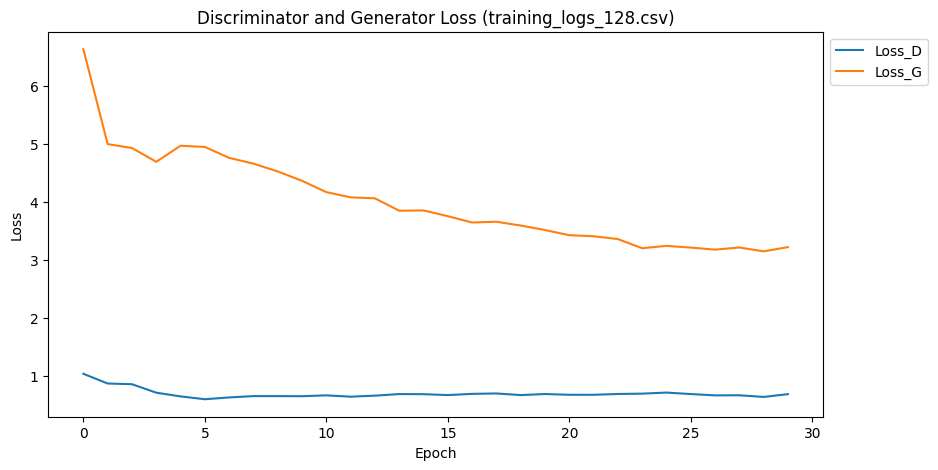 Discriminator and Generator Loss (training_logs_128.csv)
Loss_D
Loss_G
Loss
6
5
4
3
2
1
0 5 10 15 20 25 30
Epoch